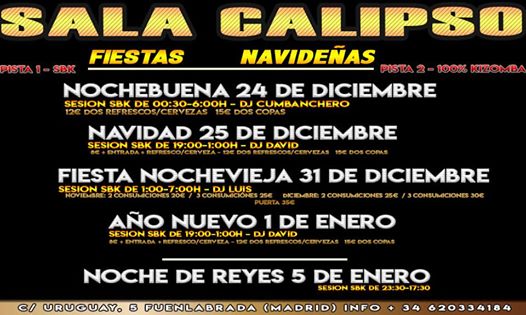 SALA CALIPSO
FIESTAS NAVIDEÑAS
PISTA 1 - SBK
PISTA 2 - 100% KIZOMBA
NOCHEBUENA 24 DE DICIEMBRE
SESION SBK DE 00:30-6:00H - DJ CUMBANCHERO
12€ DOS REFRESCOS/CERVEZAS 15€ DOS COPAS
NAVIDAD 25 DE DICIEMBRE
SESION SBK DE 19:00-1:00H - DJ DAVID
8€ + ENTRADA + REFRESCO/CERVEZA - 12€ DOS REFRESCOS/CERVEZAS 15€ DOS COPAS
FIESTA NOCHEVIEJA 31 DE DICIEMBRE
SESION SBK DE 1:00-7:00H - DJ LUIS
NOVIEMBRE: 2 CONSUMICIONES 20€ / 3 CONSUMICIONES 25€ DICIEMBRE: 2 CONSUMICIONES 25€ / 3 CONSUMICIONES 30€
PUERTA 35€
AÑO NUEVO 1 DE ENERO
SESION SBK DE 19:00-1:00H - DJ DAVID
8€ + ENTRADA + REFRESCO/CERVEZA - 12€ DOS REFRESCOS/CERVEZAS 15€ DOS COPAS
NOCHE DE REYES 5 DE ENERO
SESION SBK DE 23:30-17:30
C/ URUGUAY, 5 FUENLABRADA (MADRID) INFO + 34 620334184